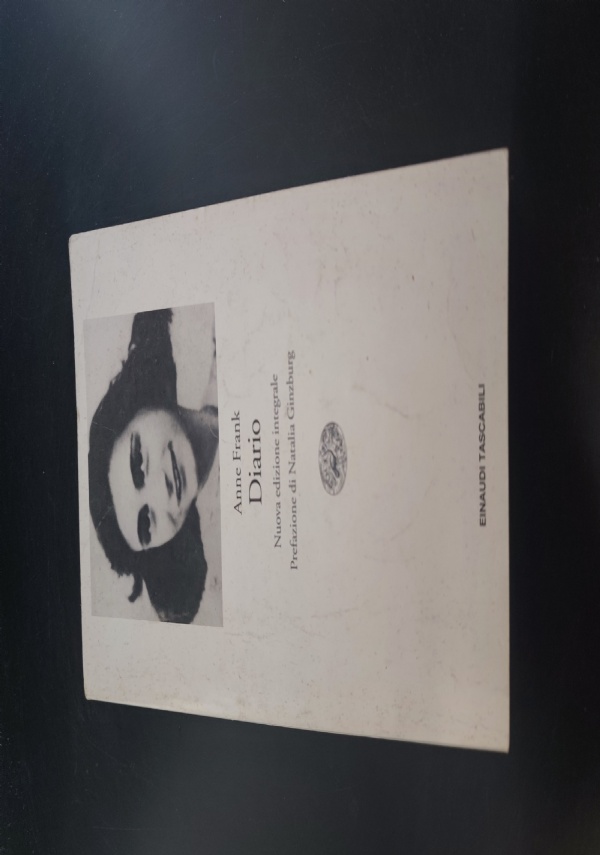 Anne Frank
Diario
Nuova edizione integrale
Prefazione di Natalia Ginzburg
EINAUDI TASCABILI